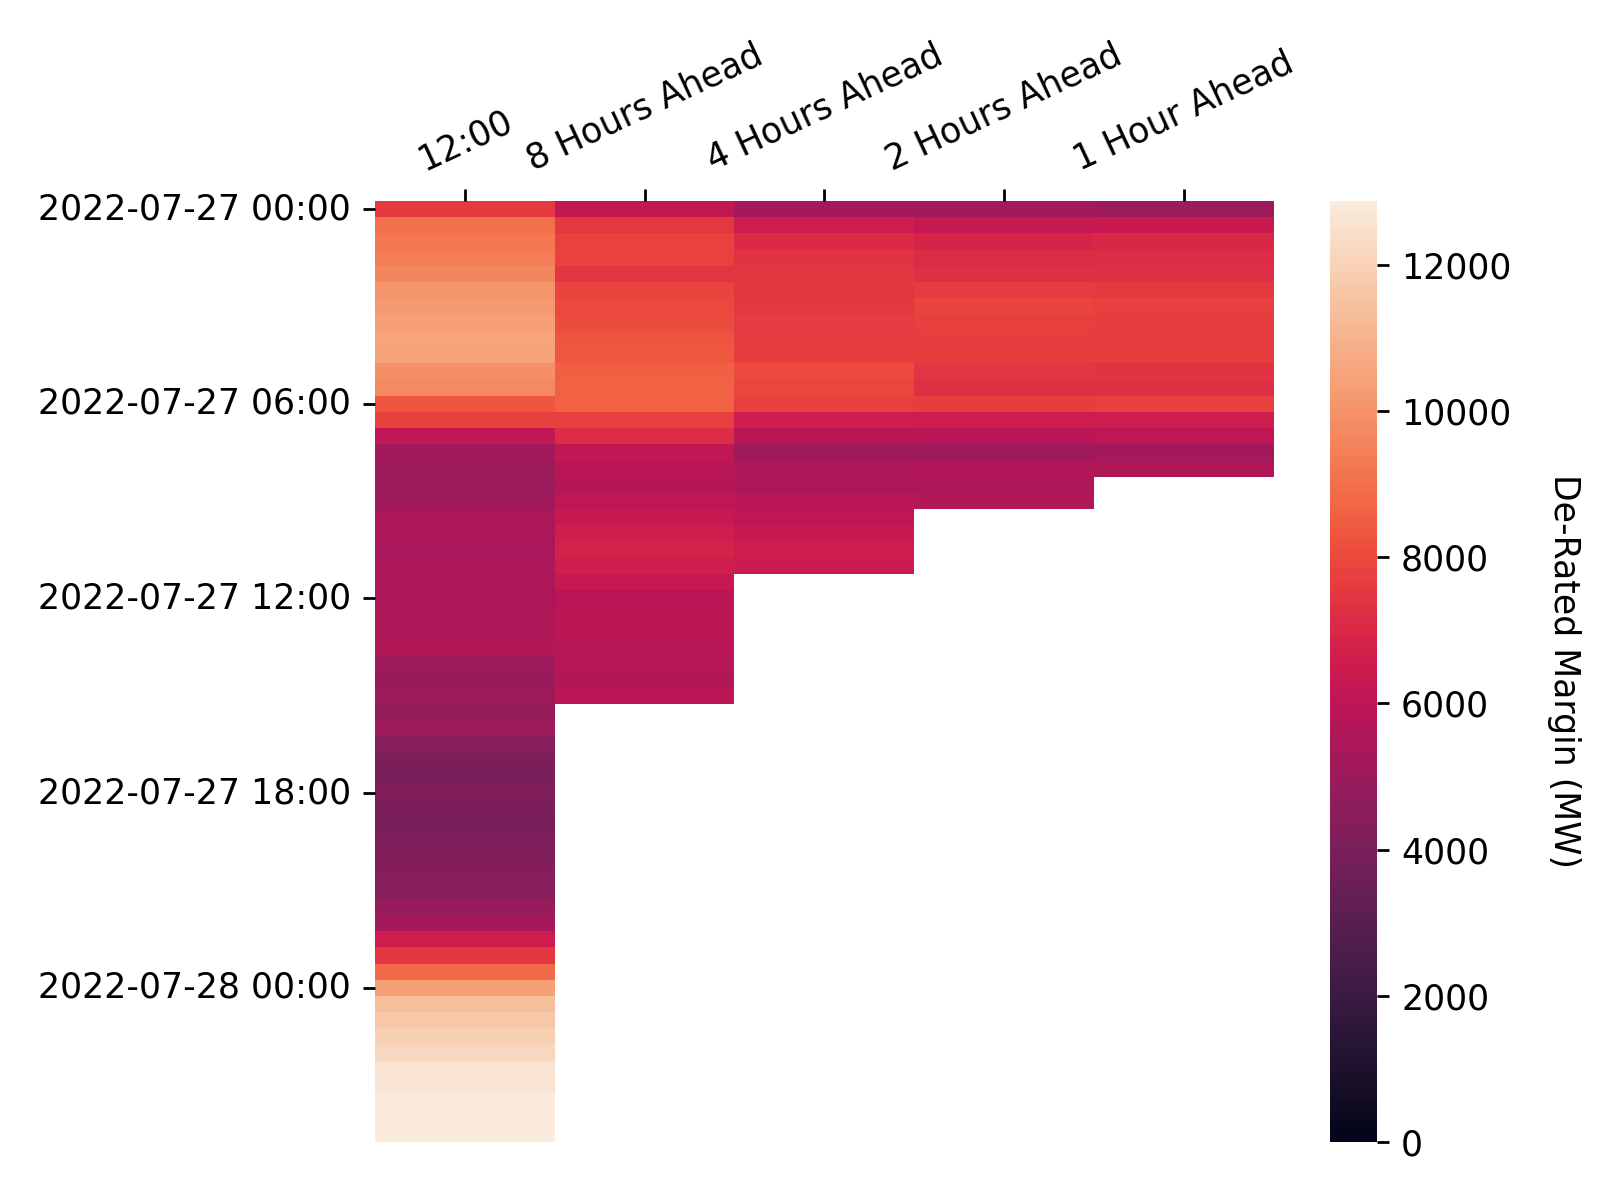 12:00
8 Hours Ahead
4 Hours Ahead
2 Hours Ahead
1 Hour Ahead
2022-07-27 00:00
2022-07-27 06:00
2022-07-27 12:00
2022-07-27 18:00
2022-07-28 00:00
12000
10000
8000
6000
4000
2000
0
De-Rated Margin (MW)